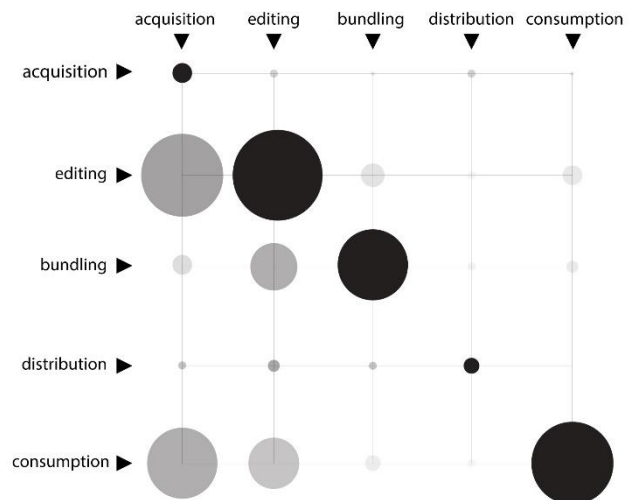 acquisition editing bundling distribution consumption
acquisition
editing
bundling
distribution
consumption